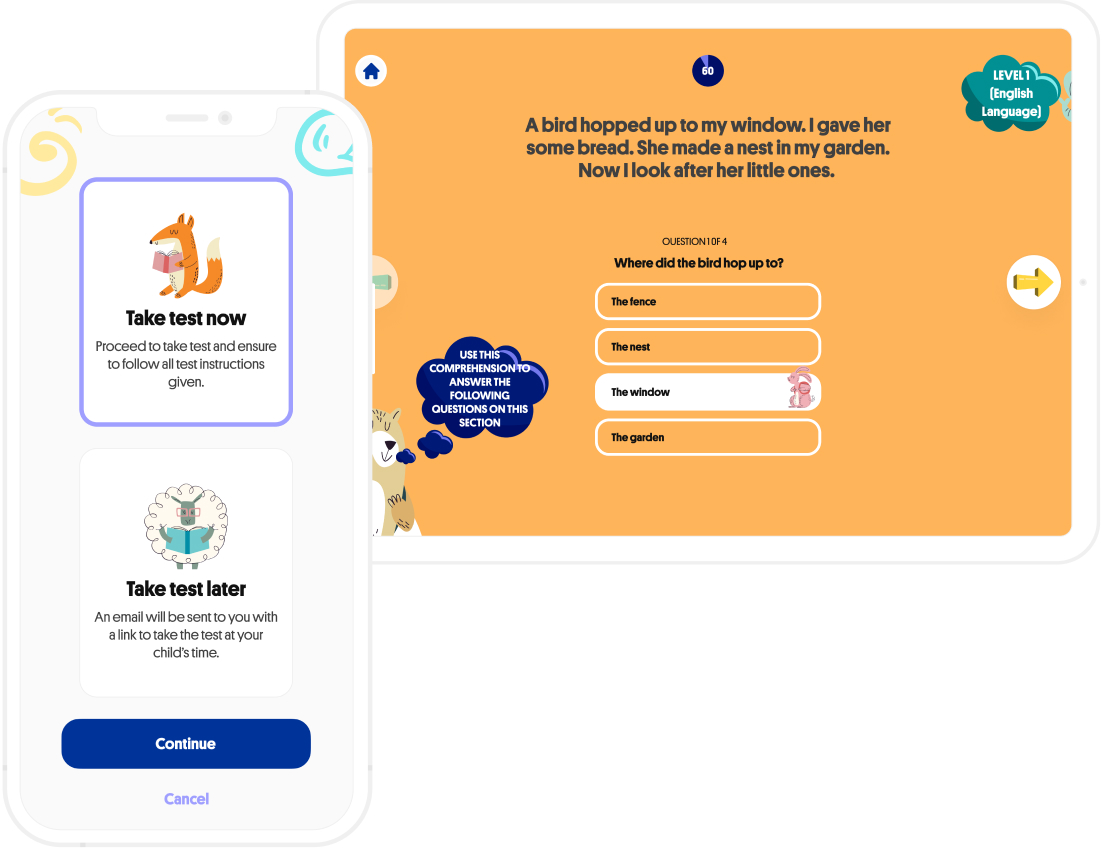 Take test now
Proceed to take test and ensure
to follow all test instructions
given.
Take test later
An email will be sent to you with
a link to take the test at your
child's time.
Continue
Cancel
60
LEVEL 1
(English
Language)
A bird hopped up to my window. I gave her
some bread. She made a nest in my garden.
Now I look after her little ones.
QUESTION 1 OF 4
Where did the bird hop up to?
The fence
The nest
The window
The garden
USE THIS
COMPREHENSION TO
ANSWER THE
FOLLOWING
QUESTIONS ON THIS
SECTION